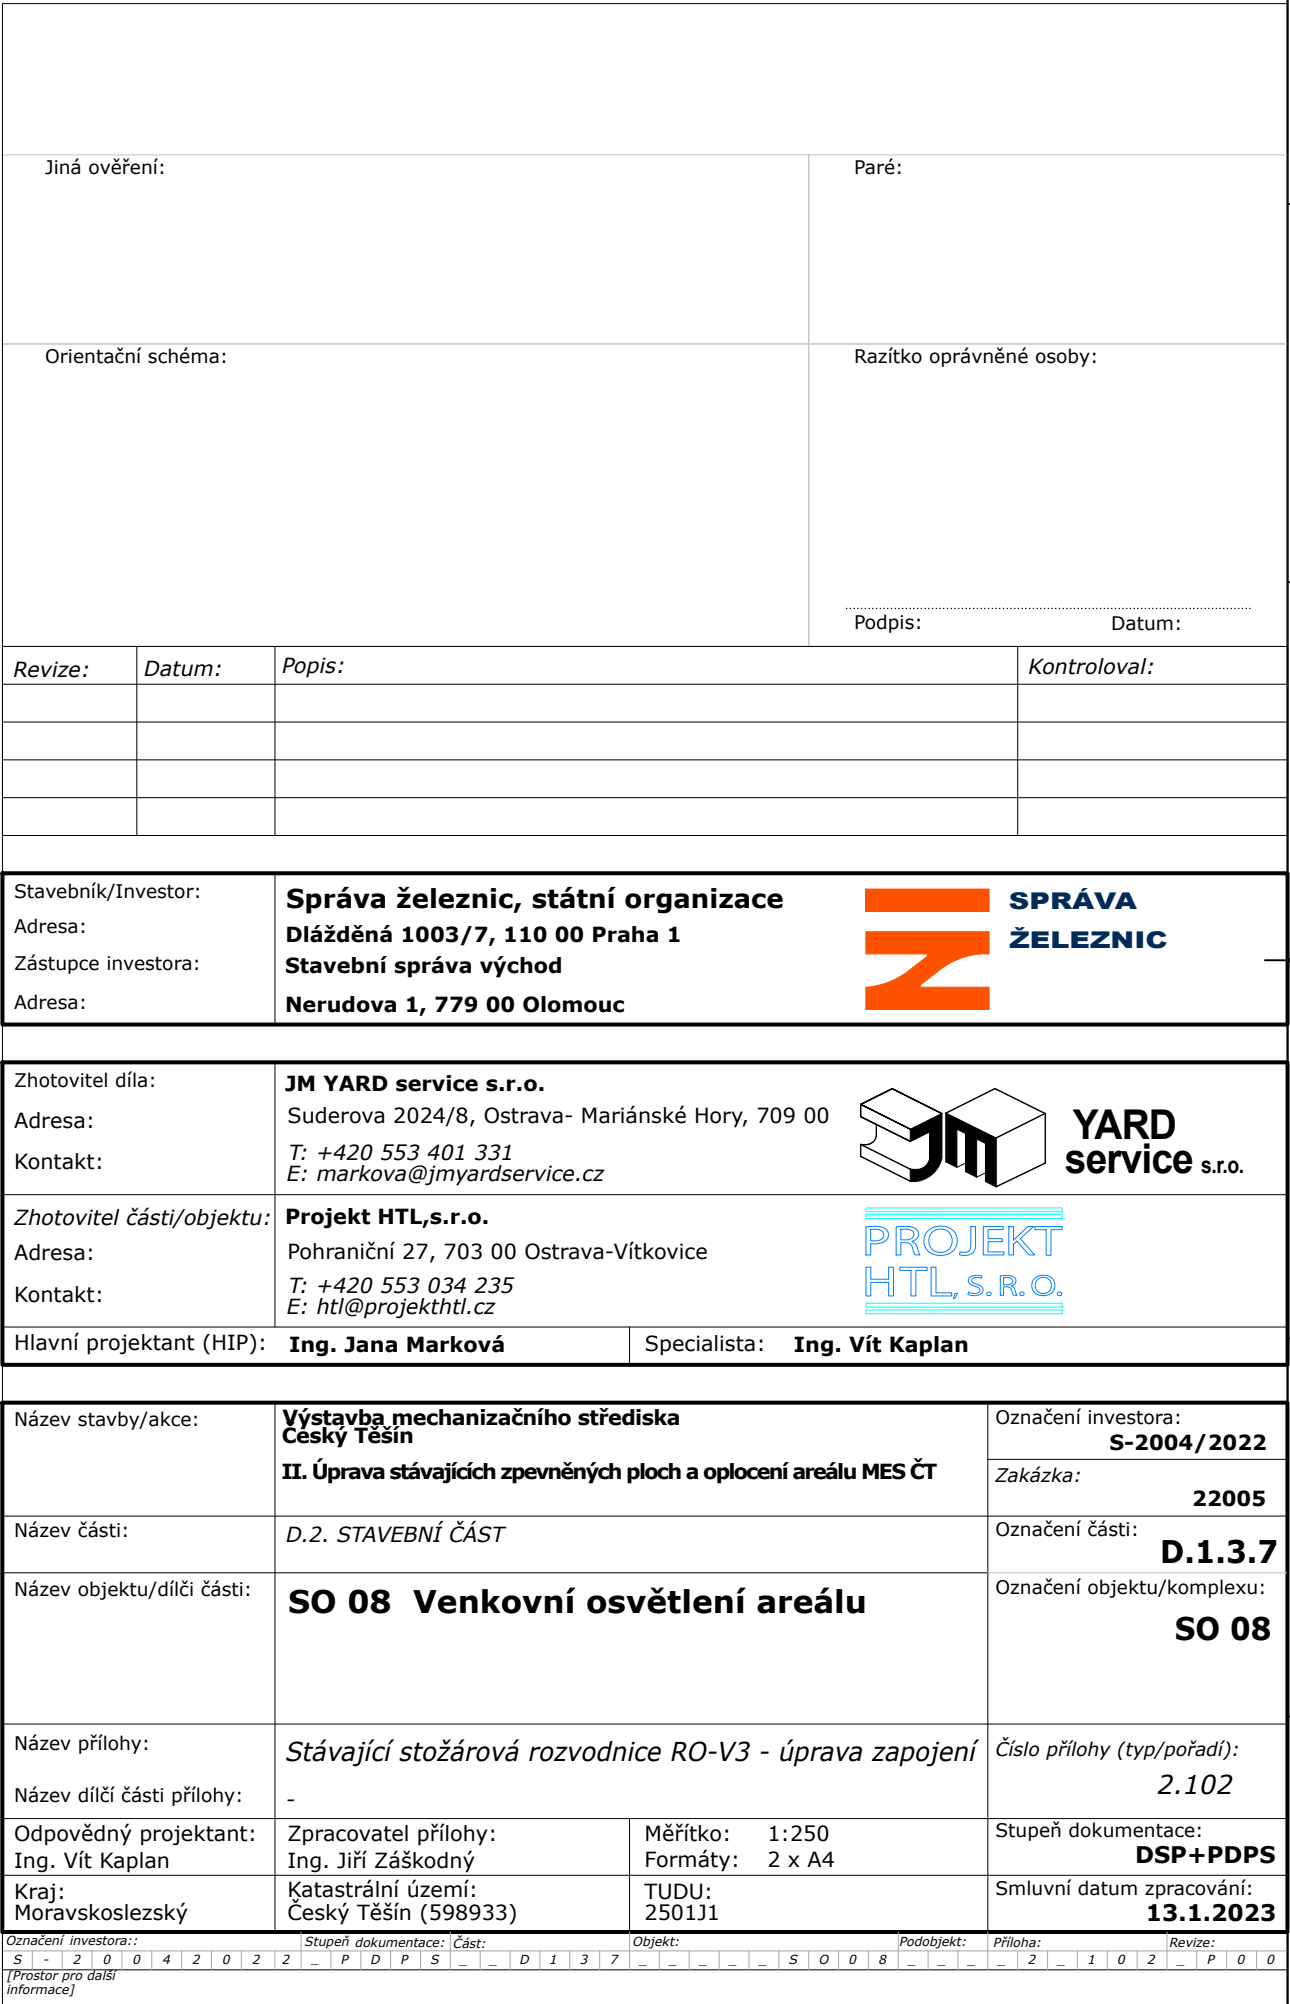 Jiná ověření:
Paré:
Orientační schéma:
Razítko oprávněné osoby:
Podpis:
Datum:
Revize:
Datum:
Popis:
Kontroloval:
Stavebník/Investor:
Správa železnic, státní organizace
Adresa:
Dlážděná 1003/7, 110 00 Praha 1
Zástupce investora:
Stavební správa východ
Adresa:
Nerudova 1, 779 00 Olomouc
SPRÁVA
ŽELEZNIC
Zhotovitel díla:
JM YARD service s.r.o.
Adresa:
Suderova 2024/8, Ostrava- Mariánské Hory, 709 00
Kontakt:
T: +420 553 401 331
E: markova@jmyardservice.cz
JM YARD
service s.r.o.
Zhotovitel části/objektu:
Projekt HTL,s.r.o.
Adresa:
Pohraniční 27, 703 00 Ostrava-Vítkovice
Kontakt:
T: +420 553 034 235
E: htl@projekthtl.cz
PROJEKT
HTL, S. R. O.
Hlavní projektant (HIP):
Ing. Jana Marková
Specialista:
Ing. Vít Kaplan
Název stavby/akce:
Výstavba mechanizačního střediska
Český Těšín
II. Úprava stávajících zpevněných ploch a oplocení areálu MES ČT
Označení investora:
S-2004/2022
Zakázka:
22005
Název části:
D.2. STAVEBNÍ ČÁST
Označení části:
D.1.3.7
Název objektu/dílči části:
SO 08 Venkovní osvětlení areálu
Označení objektu/komplexu:
SO 08
Název přílohy:
Stávající stožárová rozvodnice RO-V3 - úprava zapojení
Číslo přílohy (typ/pořadí):
2.102
Název dílčí části přílohy:
-
Odpovědný projektant:
Ing. Vít Kaplan
Zpracovatel přílohy:
Ing. Jiří Záškodný
Měřítko: 1:250
Formáty: 2 x A4
Stupeň dokumentace:
DSP+PDPS
Kraj:
Moravskoslezský
Katastrální území:
Český Těšín (598933)
TUDU:
2501J1
Smluvní datum zpracování:
13.1.2023
Označení investora:: Stupeň dokumentace: Část: Objekt: Podobjekt: Příloha: Revize:
S - 2 0 0 4 2 0 2 2 _ P D P S _ _ D 1 3 7 _ _ _ _ _ S O 0 8 _ _ _ _ 2 _ 1 0 2 _ P 0 0
[Prostor pro další
informace]